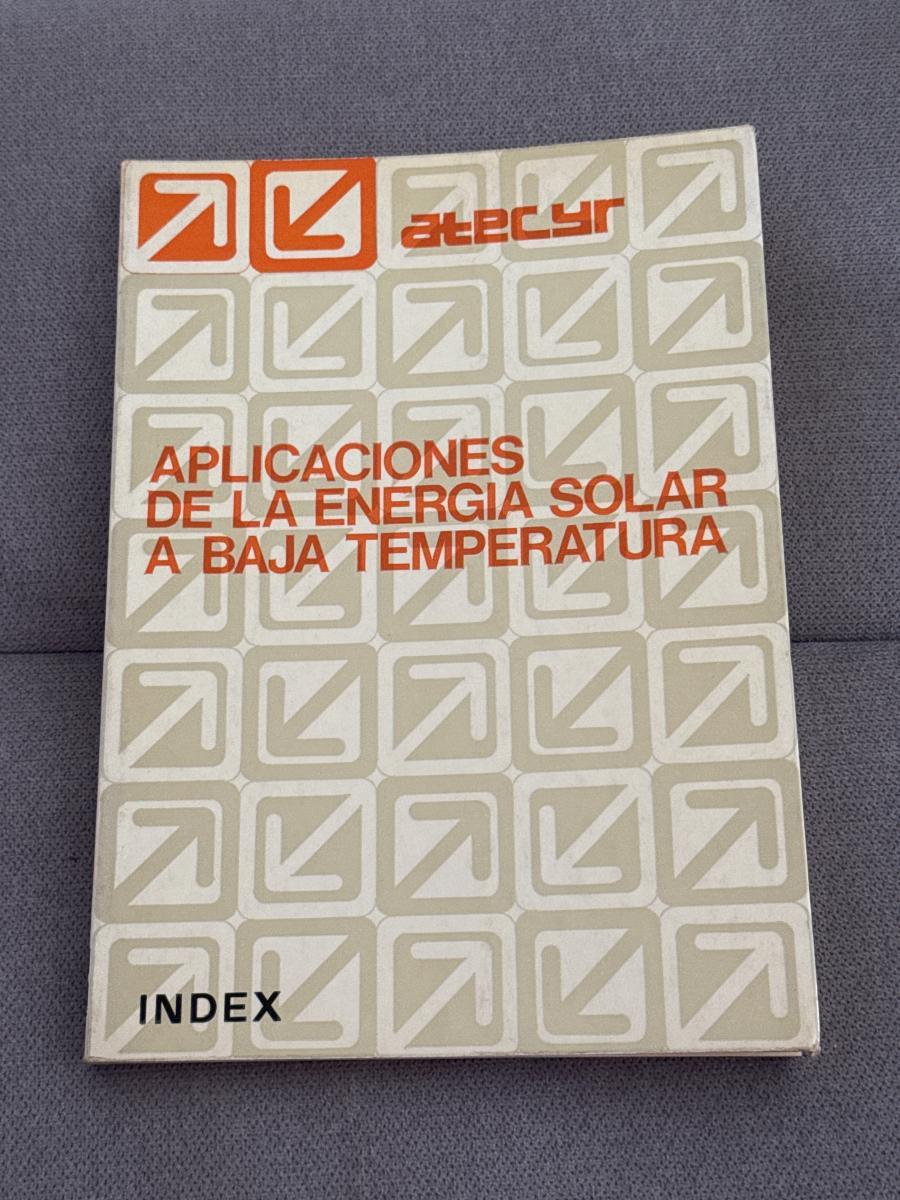 atecyr
APLICACIONES
DE LA ENERGIA SOLAR
A BAJA TEMPERATURA
INDEX